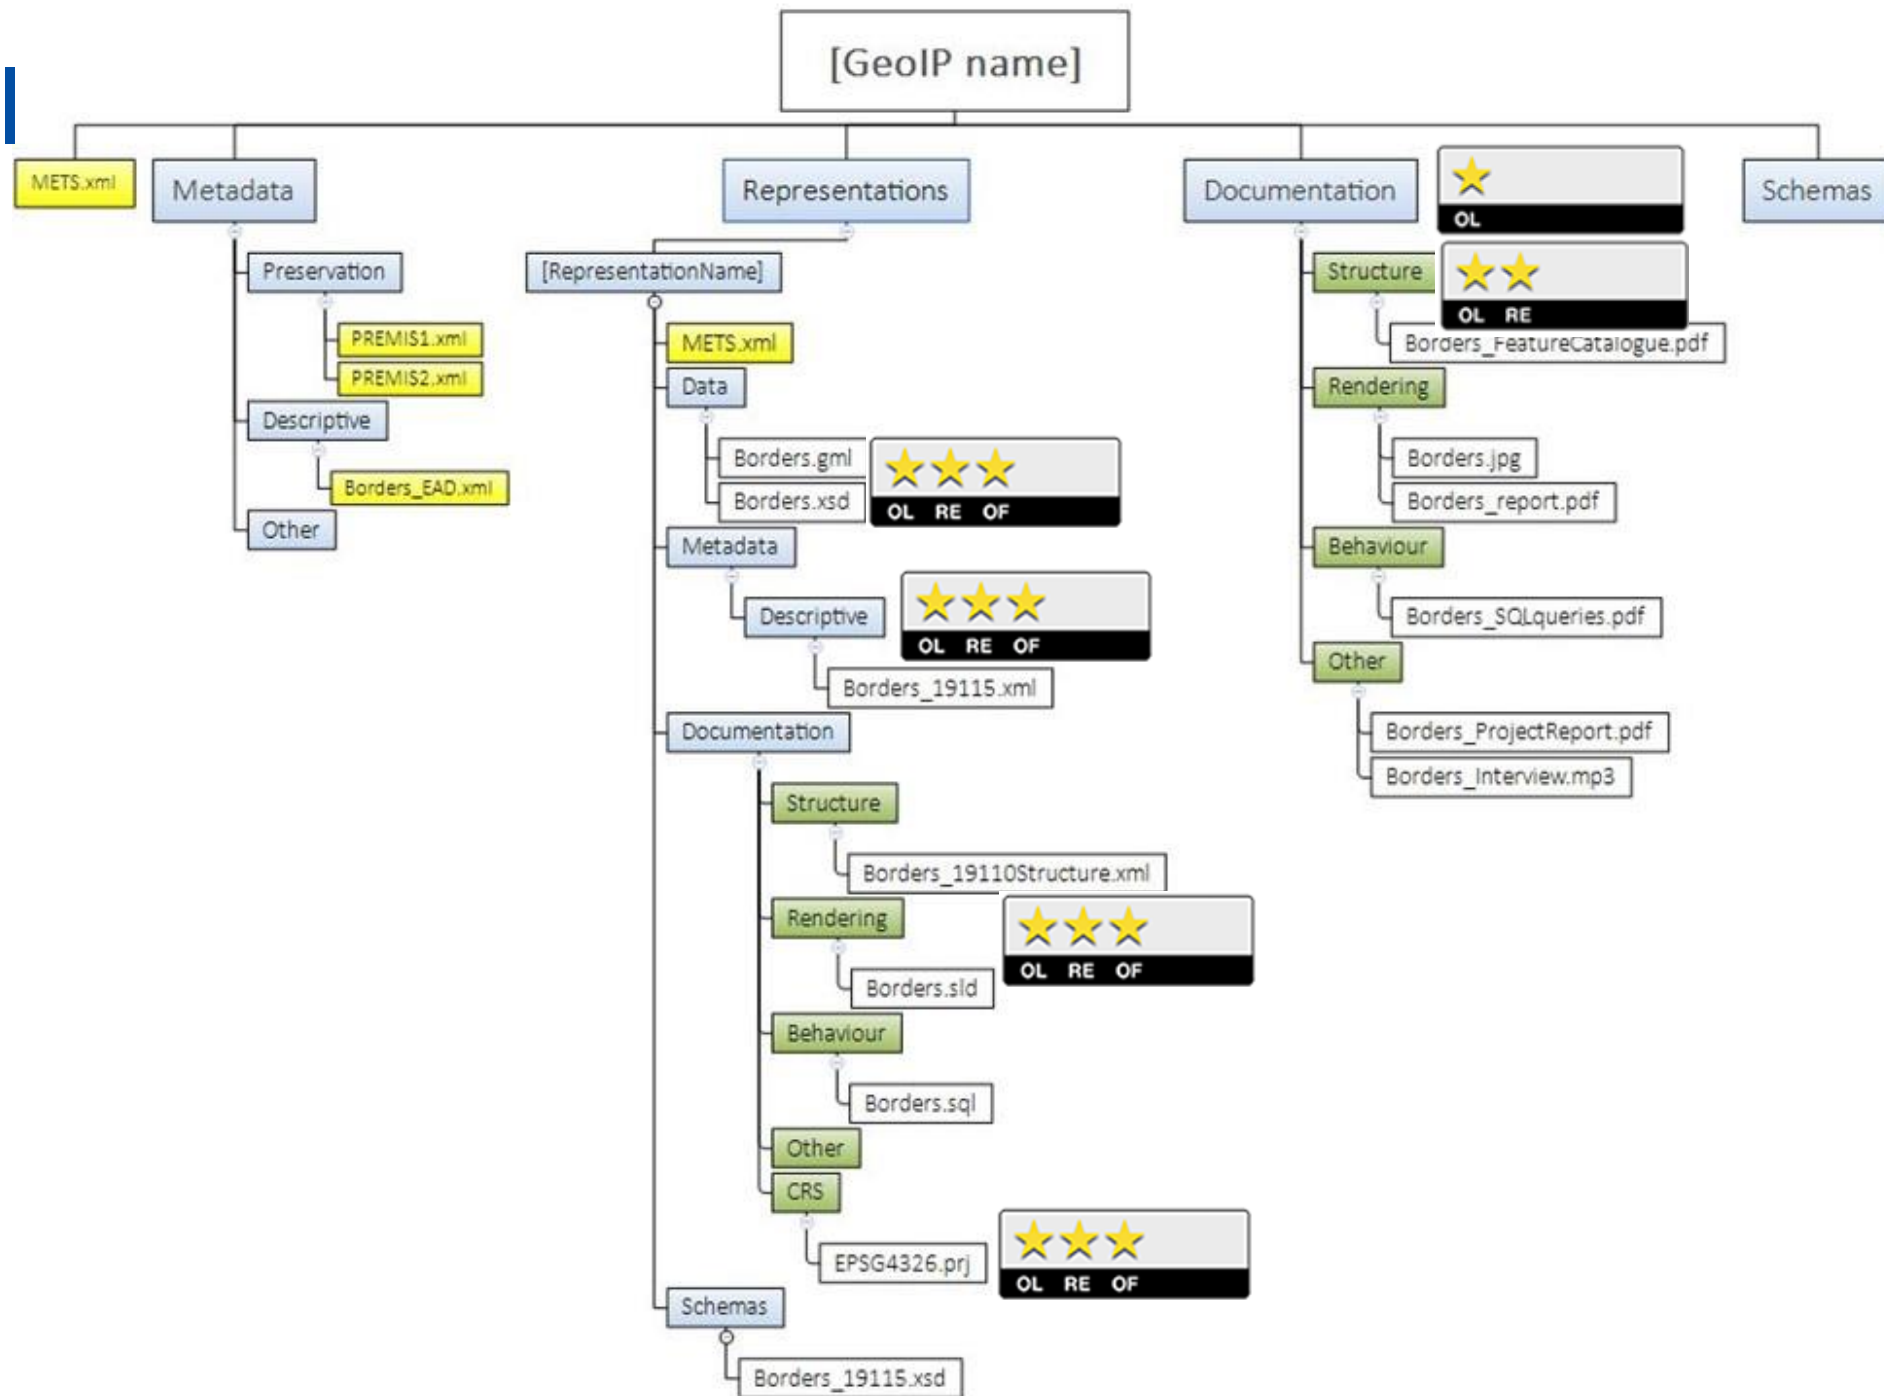 [GeoIP name]
METS.xml
Metadata
Preservation
PREMIS1.xml
PREMIS2.xml
Descriptive
Borders_EAD.xml
Other
Representations
[RepresentationName]
METS.xml
Data
Borders.gml
Borders.xsd
OL RE OF
Metadata
Descriptive
OL RE OF
Borders_19115.xml
Documentation
Structure
Borders_19110Structure.xml
Rendering
OL RE OF
Borders.sld
Behaviour
Borders.sql
Other
CRS
EPSG4326.prj
OL RE OF
Schemas
Borders_19115.xsd
Documentation
OL
Structure
OL RE
Borders_FeatureCatalogue.pdf
Rendering
Borders.jpg
Borders_report.pdf
Behaviour
Borders_SQLqueries.pdf
Other
Borders_ProjectReport.pdf
Borders_Interview.mp3
Schemas